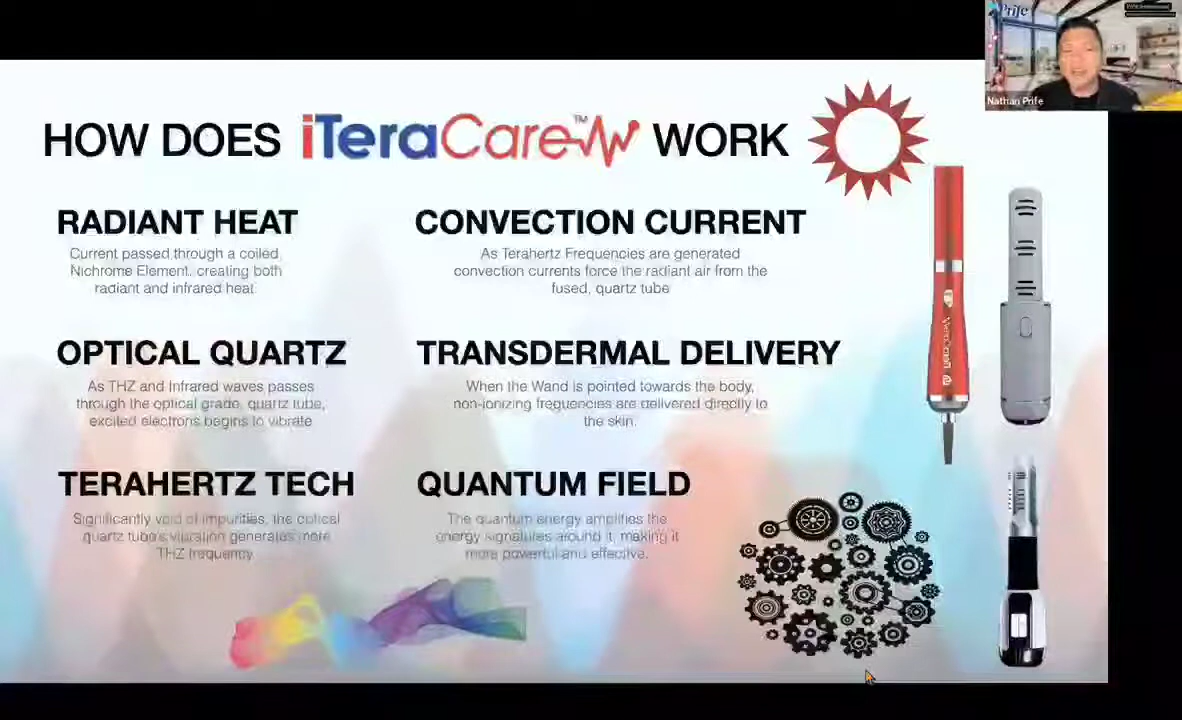 Prife
Nathan Prife
HOW DOES iTeraCare™ WORK
RADIANT HEAT
Current passed through a coiled
Nichrome Element, creating both
radiant and infrared heat
CONVECTION CURRENT
As Terahertz Frequencies are generated
convection currents force the radiant air from the
fused, quartz tube
OPTICAL QUARTZ
As THZ and Infrared waves passes
through the optical grade, quartz tube,
excited electrons begins to vibrate
TRANSDERMAL DELIVERY
When the Wand is pointed towards the body,
non-ionizing frequencies are delivered directly to
the skin.
TERAHERTZ TECH
Significantly void of impurities, the optical
quartz tube's vibration generates more
THZ frequency
QUANTUM FIELD
The quantum energy amplifies the
energy signatures around it, making it
more powerful and effective.